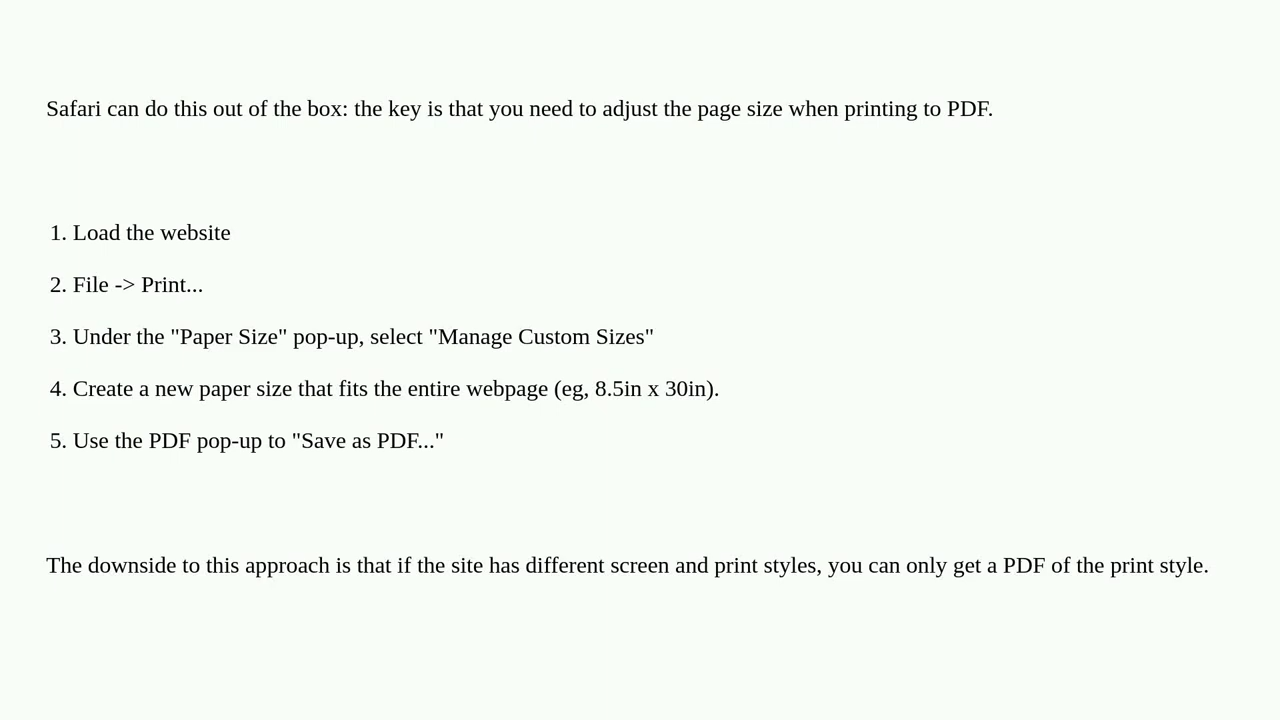 Safari can do this out of the box: the key is that you need to adjust the page size when printing to PDF.
1. Load the website
2. File -> Print...
3. Under the "Paper Size" pop-up, select "Manage Custom Sizes"
4. Create a new paper size that fits the entire webpage (eg, 8.5in x 30in).
5. Use the PDF pop-up to "Save as PDF..."
The downside to this approach is that if the site has different screen and print styles, you can only get a PDF of the print style.